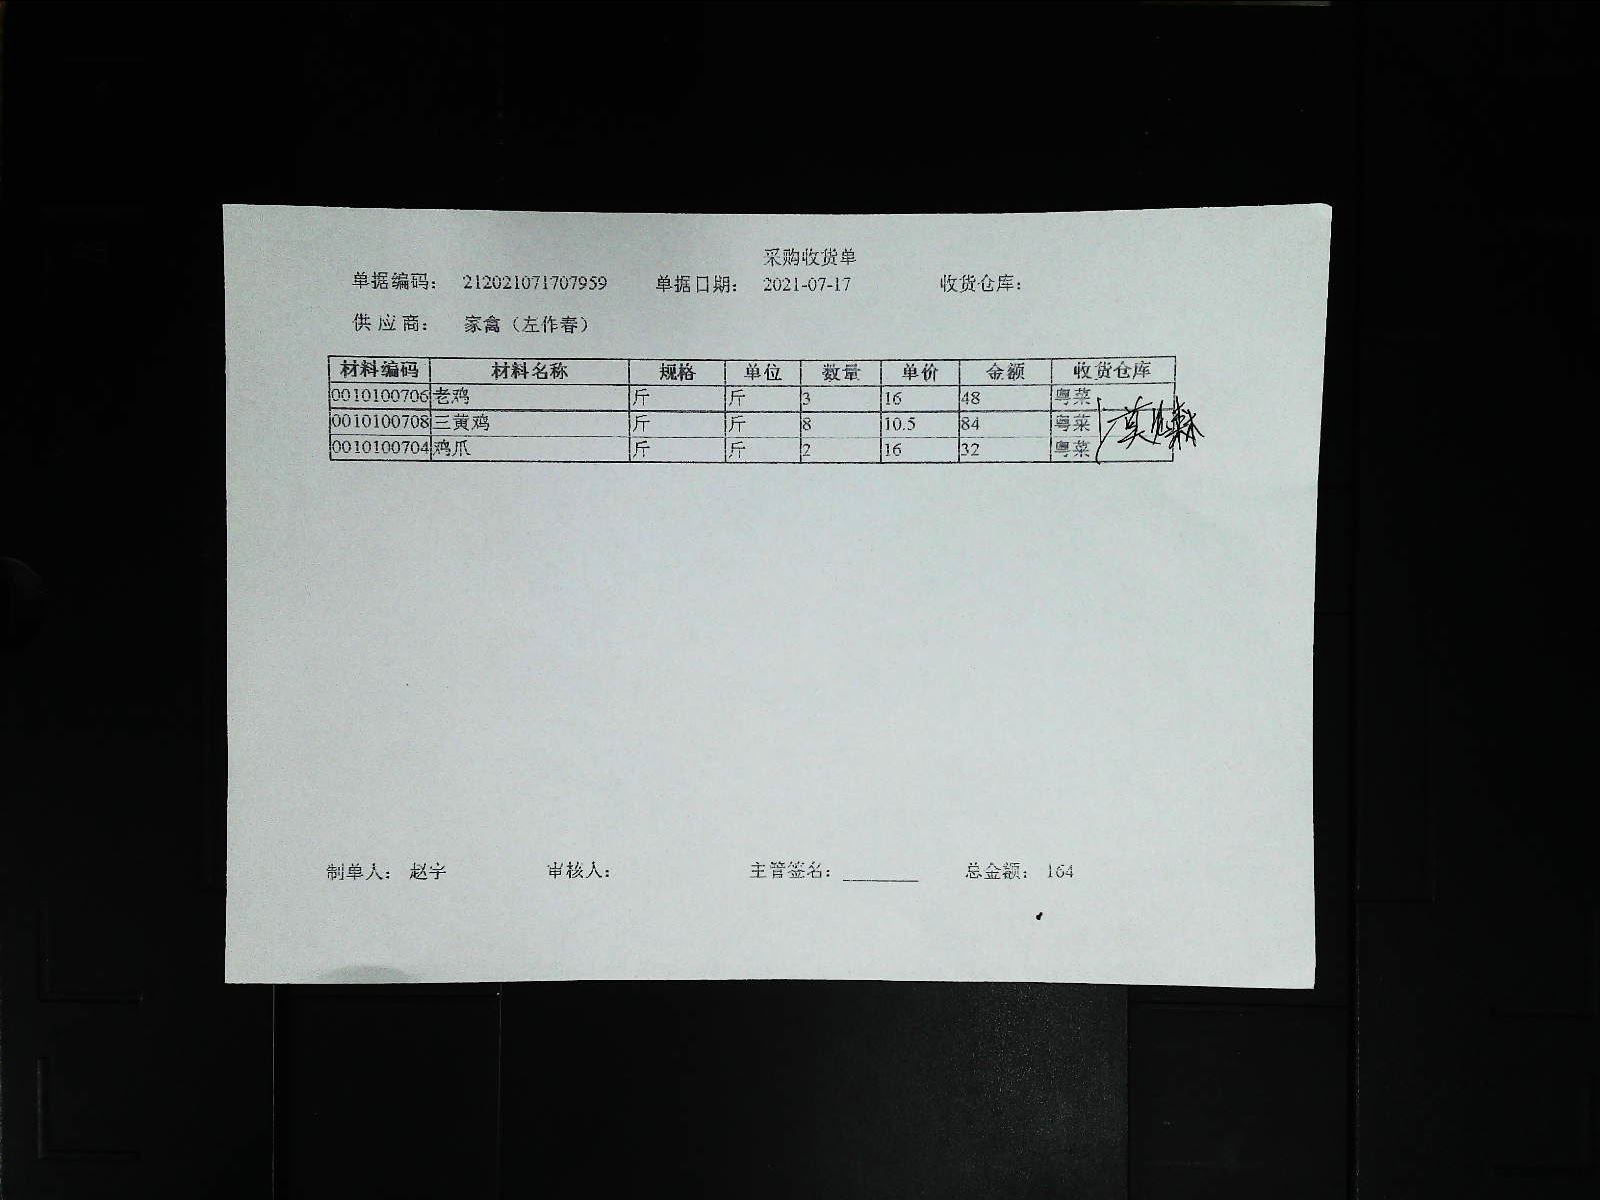 采购收货单
单据编码： 212021071707959 单据日期： 2021-07-17 收货仓库：
供 应 商： 家禽（左作春）
材料编码 材料名称 规格 单位 数量 单价 金额 收货仓库
0010100706 老鸡 斤 斤 3 16 48 粤菜
0010100708 三黄鸡 斤 斤 8 10.5 84 粤菜
0010100704 鸡爪 斤 斤 2 16 32 粤菜
制单人： 赵宇 审核人： 主管签名： 总金额： 164